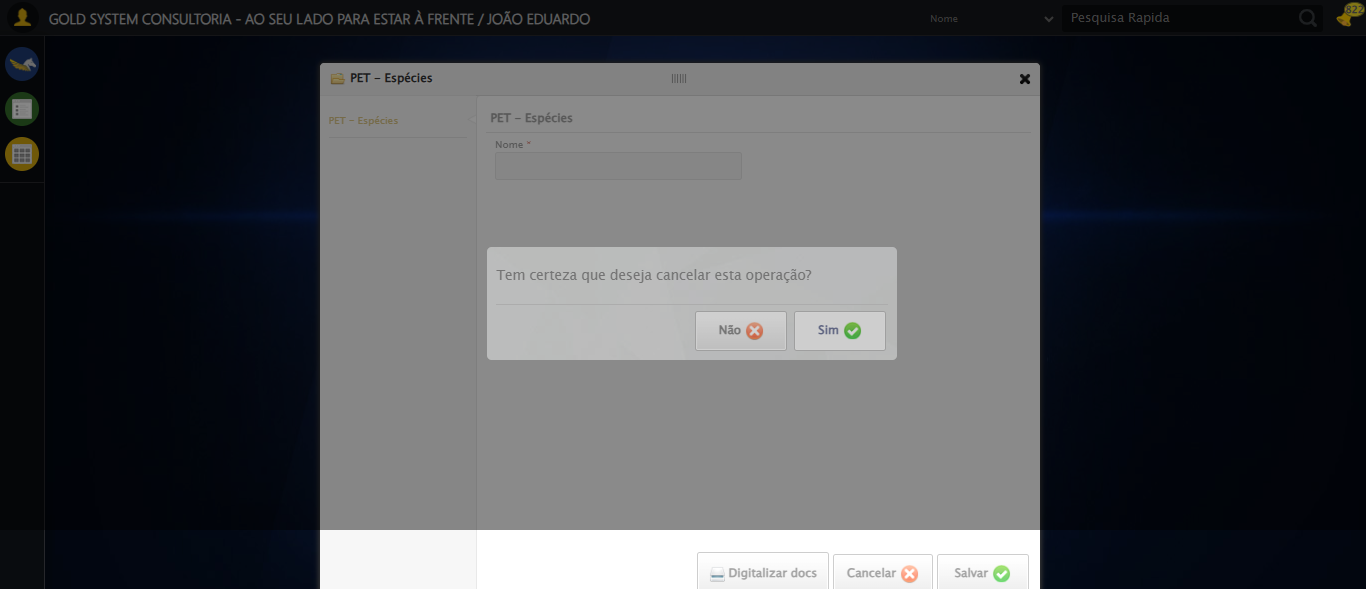 GOLD SYSTEM CONSULTORIA - AO SEU LADO PARA ESTAR À FRENTE / JOÃO EDUARDO
Nome
Pesquisa Rapida
822
PET – Espécies
PET – Espécies
PET – Espécies
Nome *
Tem certeza que deseja cancelar esta operação?
Não
Sim
Digitalizar docs
Cancelar
Salvar